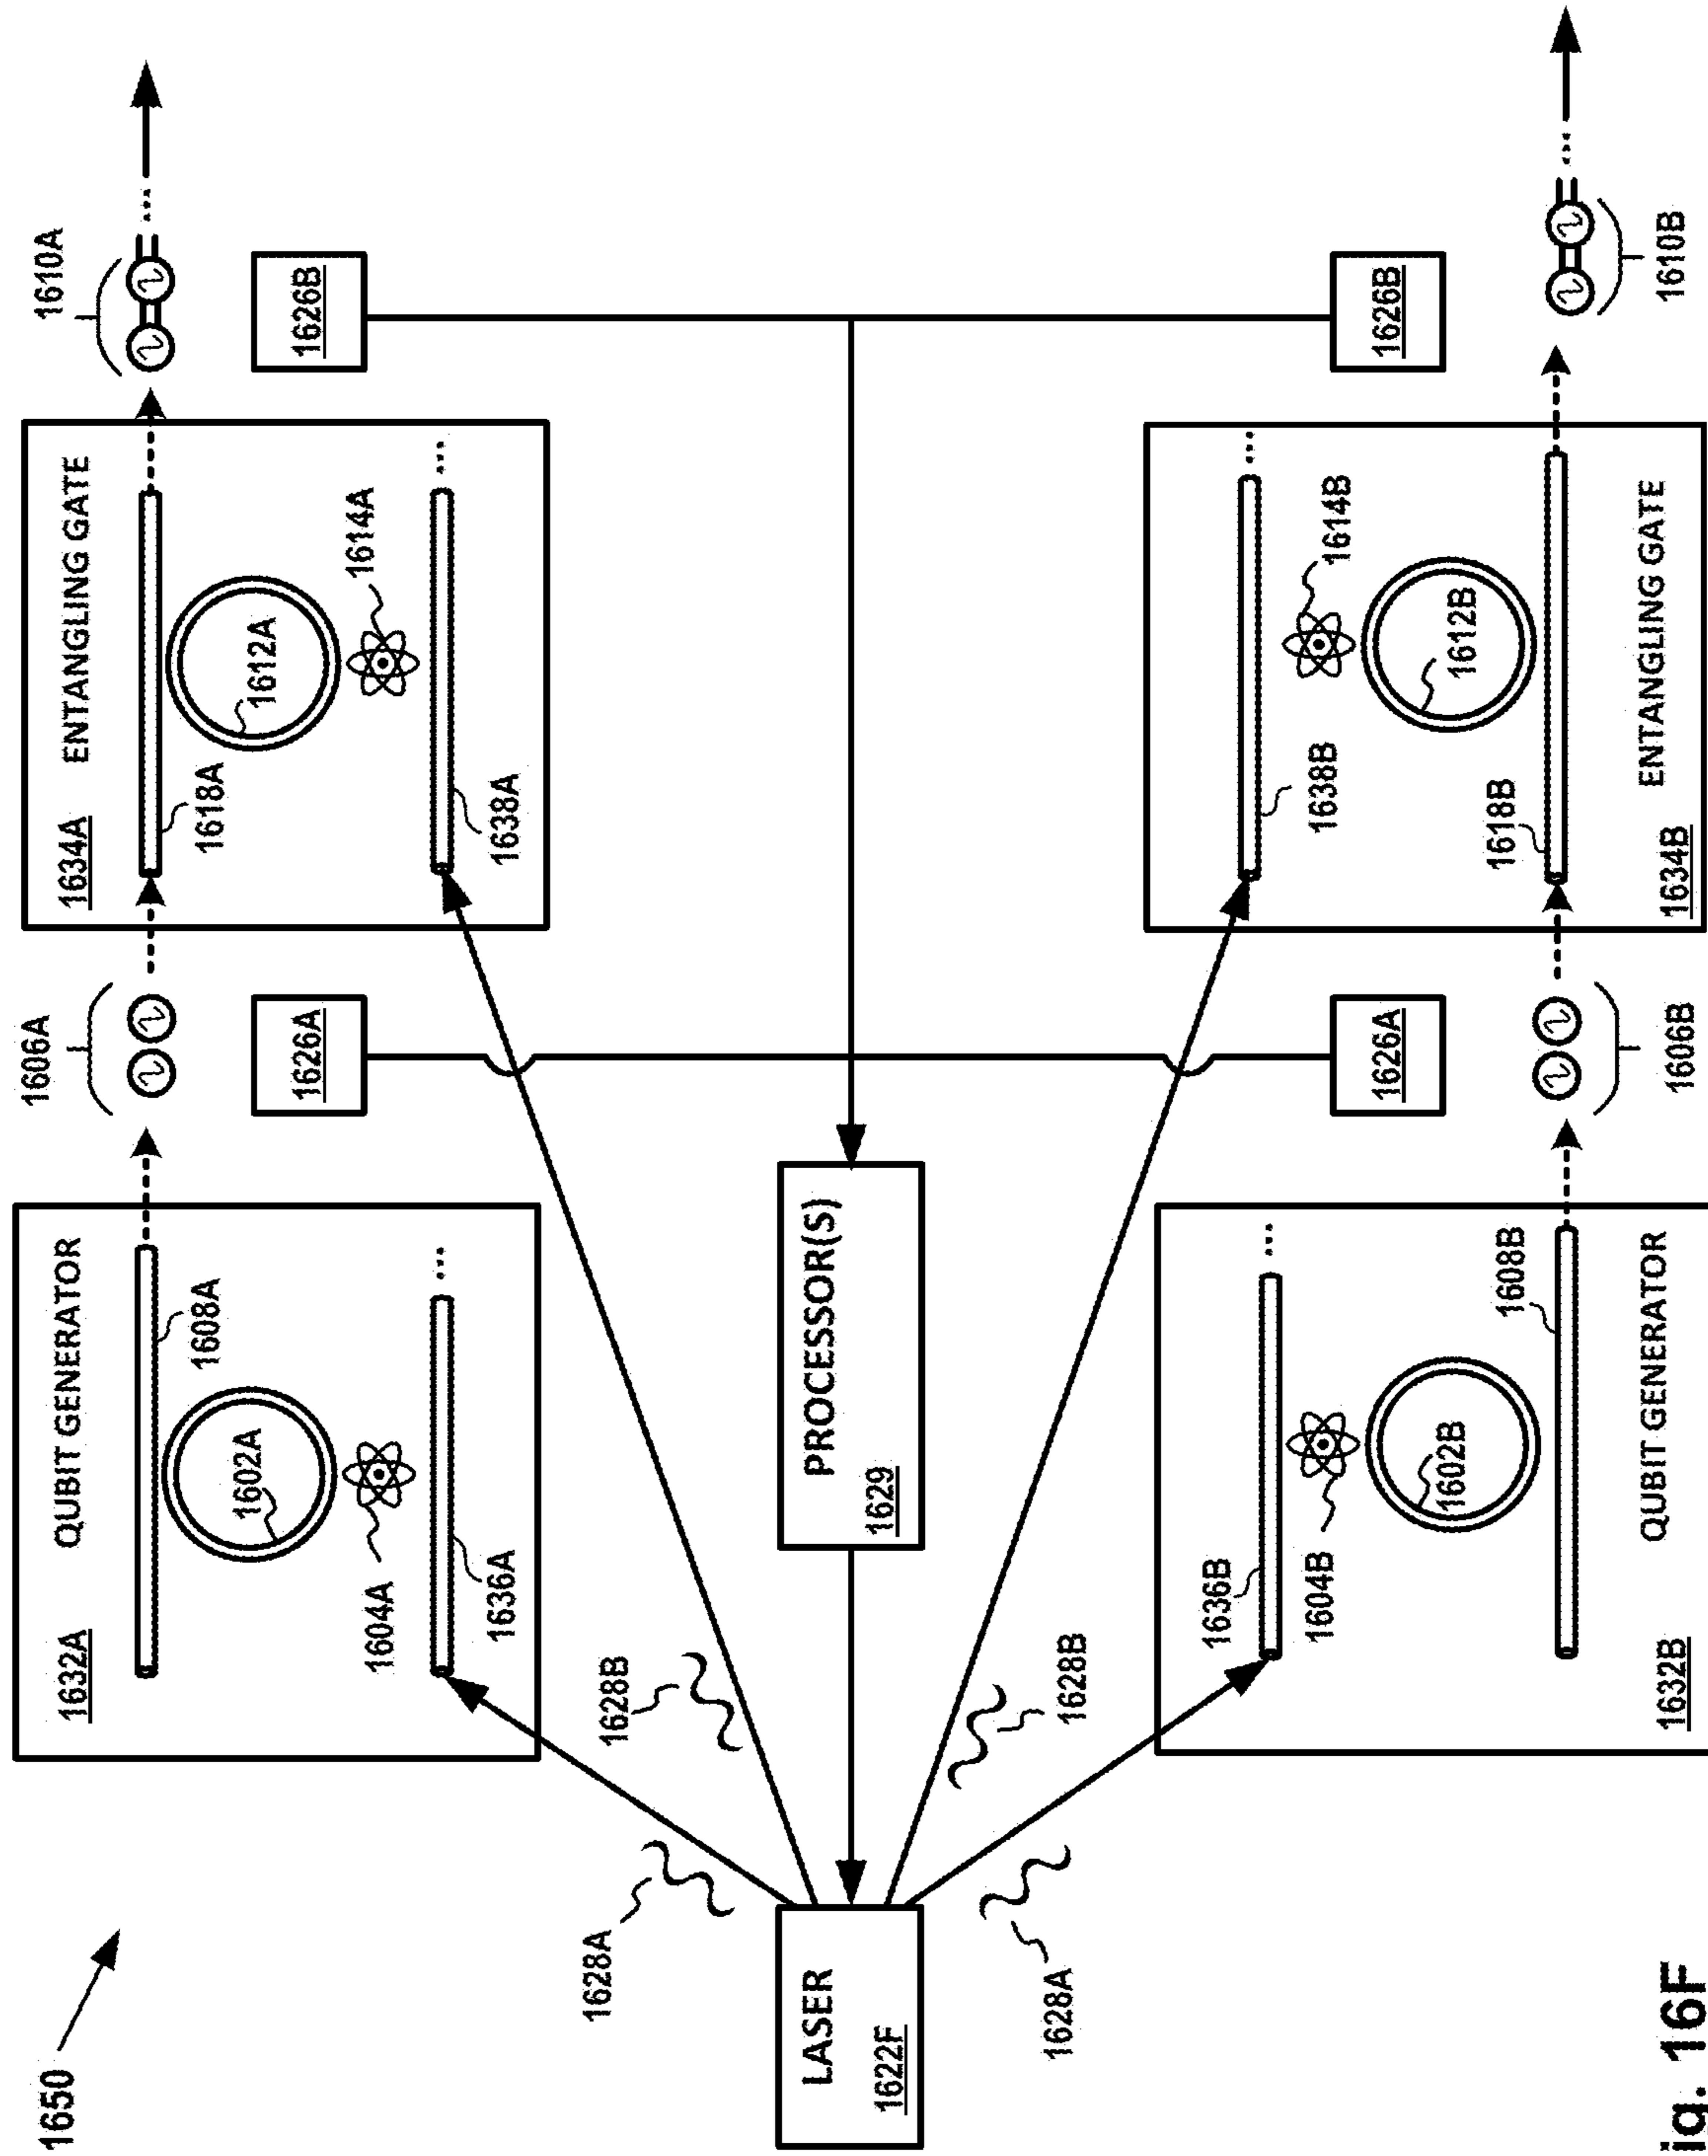 1650
1632A
QUBIT GENERATOR
1608A
1602A
1604A
1636A
1606A
1626A
1634A
ENTANGLING GATE
1618A
1612A
1614A
1638A
...
...
1610A
...
1626B
1628A
1628B
LASER
1622F
PROCESSOR(S)
1629
1628A
1628B
1636B
...
1604B
1602B
1608B
1632B
QUBIT GENERATOR
1626A
1606B
1638B
...
1614B
1612B
1618B
1634B
ENTANGLING GATE
1626B
...
1610B
ig. 16F